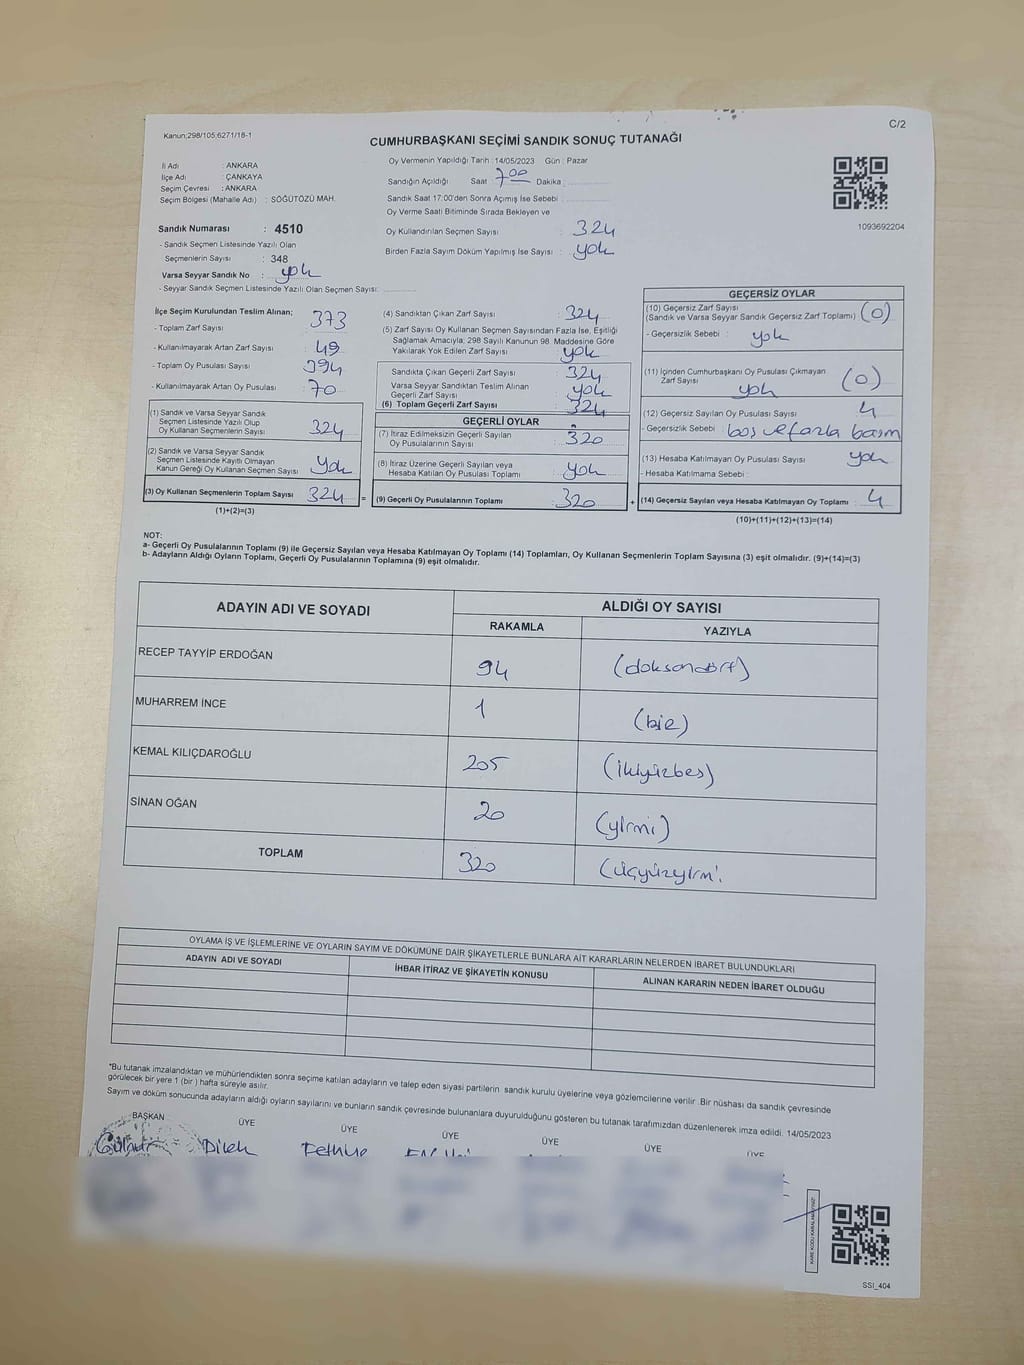 Kanun;298/105,6271/18-1
C/2
CUMHURBAŞKANI SEÇİMİ SANDIK SONUÇ TUTANAĞI
İl Adı : ANKARA
İlçe Adı : ÇANKAYA
Seçim Çevresi : ANKARA
Seçim Bölgesi (Mahalle Adı) : SÖĞÜTÖZÜ MAH.
Sandık Numarası : 4510
- Sandık Seçmen Listesinde Yazılı Olan
Seçmenlerin Sayısı : 348
Varsa Seyyar Sandık No : yok
- Seyyar Sandık Seçmen Listesinde Yazılı Olan Seçmen Sayısı:
Oy Vermenin Yapıldığı Tarih :14/05/2023 Gün : Pazar
Sandığın Açıldığı Saat 7.00 Dakika :
Sandık Saat 17:00'den Sonra Açımış İse Sebebi :
Oy Verme Saati Bitiminde Sırada Bekleyen ve
Oy Kullandırılan Seçmen Sayısı : 324
Birden Fazla Sayım Döküm Yapılmış İse Sayısı : yok
1093692204
İlçe Seçim Kurulundan Teslim Alınan;
- Toplam Zarf Sayısı : 373
- Kullanılmayarak Artan Zarf Sayısı : 49
- Toplam Oy Pusulası Sayısı : 394
- Kullanılmayarak Artan Oy Pusulası : 70
(1) Sandık ve Varsa Seyyar Sandık
Seçmen Listesinde Yazılı Olup
Oy Kullanan Seçmenlerin Sayısı : 324
(2) Sandık ve Varsa Seyyar Sandık
Seçmen Listesinde Kayıtlı Olmayan
Kanun Gereği Oy Kullanan Seçmen Sayısı : Yok
(3) Oy Kullanan Seçmenlerin Toplam Sayısı : 324 =
(1)+(2)=(3)
(4) Sandıktan Çıkan Zarf Sayısı : 324
(5) Zarf Sayısı Oy Kullanan Seçmen Sayısından Fazla İse, Eşitliği
Sağlamak Amacıyla; 298 Sayılı Kanunun 98. Maddesine Göre
Yakılarak Yok Edilen Zarf Sayısı : yok
Sandıkta Çıkan Geçerli Zarf Sayısı : 324
Varsa Seyyar Sandıktan Teslim Alınan
Geçerli Zarf Sayısı : yok
(6) Toplam Geçerli Zarf Sayısı : 324
GEÇERLİ OYLAR
(7) İtiraz Edilmeksizin Geçerli Sayılan
Oy Pusulalarının Sayısı : 320
(8) İtiraz Üzerine Geçerli Sayılan veya
Hesaba Katılan Oy Pusulası Toplamı : yok
(9) Geçerli Oy Pusulalarının Toplamı : 320 +
GEÇERSİZ OYLAR
(10) Geçersiz Zarf Sayısı
(Sandık ve Varsa Seyyar Sandık Geçersiz Zarf Toplamı) : (0)
- Geçersizlik Sebebi : yok
(11) İçinden Cumhurbaşkanı Oy Pusulası Çıkmayan
Zarf Sayısı yok (0)
(12) Geçersiz Sayılan Oy Pusulası Sayısı : 4
- Geçersizlik Sebebi : boş ve fazla basım
(13) Hesaba Katılmayan Oy Pusulası Sayısı : yok
- Hesaba Katılmama Sebebi :
(14) Geçersiz Sayılan veya Hesaba Katılmayan Oy Toplamı : 4
(10)+(11)+(12)+(13)=(14)
NOT:
a- Geçerli Oy Pusulalarının Toplamı (9) ile Geçersiz Sayılan veya Hesaba Katılmayan Oy Toplamı (14) Toplamları, Oy Kullanan Seçmenlerin Toplam Sayısına (3) eşit olmalıdır. (9)+(14)=(3)
b- Adayların Aldığı Oyların Toplamı, Geçerli Oy Pusulalarının Toplamına (9) eşit olmalıdır.
ADAYIN ADI VE SOYADI ALDIĞI OY SAYISI
RAKAMLA YAZIYLA
RECEP TAYYİP ERDOĞAN 94 (doksandört)
MUHARREM İNCE 1 (bir)
KEMAL KILIÇDAROĞLU 205 (ikiyüzbes)
SİNAN OĞAN 20 (yirmi)
TOPLAM 320 (üçyüzyirmi
OYLAMA İŞ VE İŞLEMLERİNE VE OYLARIN SAYIM VE DÖKÜMÜNE DAİR ŞİKAYETLERLE BUNLARA AİT KARARLARIN NELERDEN İBARET BULUNDUKLARI
ADAYIN ADI VE SOYADI İHBAR İTİRAZ VE ŞİKAYETİN KONUSU ALINAN KARARIN NEDEN İBARET OLDUĞU
"Bu tutanak imzalandıktan ve mühürlendikten sonra seçime katılan adayların ve talep eden siyasi partilerin sandık kurulu üyelerine veya gözlemcilerine verilir .Bir nüshası da sandık çevresinde
görülecek bir yere 1 (bir ) hafta süreyle asılır.
Sayım ve döküm sonucunda adayların aldığı oyların sayılarını ve bunların sandık çevresinde bulunanlara duyurulduğunu gösteren bu tutanak tarafımızdan düzenlenerek imza edildi. 14/05/2023
BAŞKAN ÜYE ÜYE ÜYE ÜYE ÜYE ÜYE
Gülnur Dilek Fethiye
SSI_404